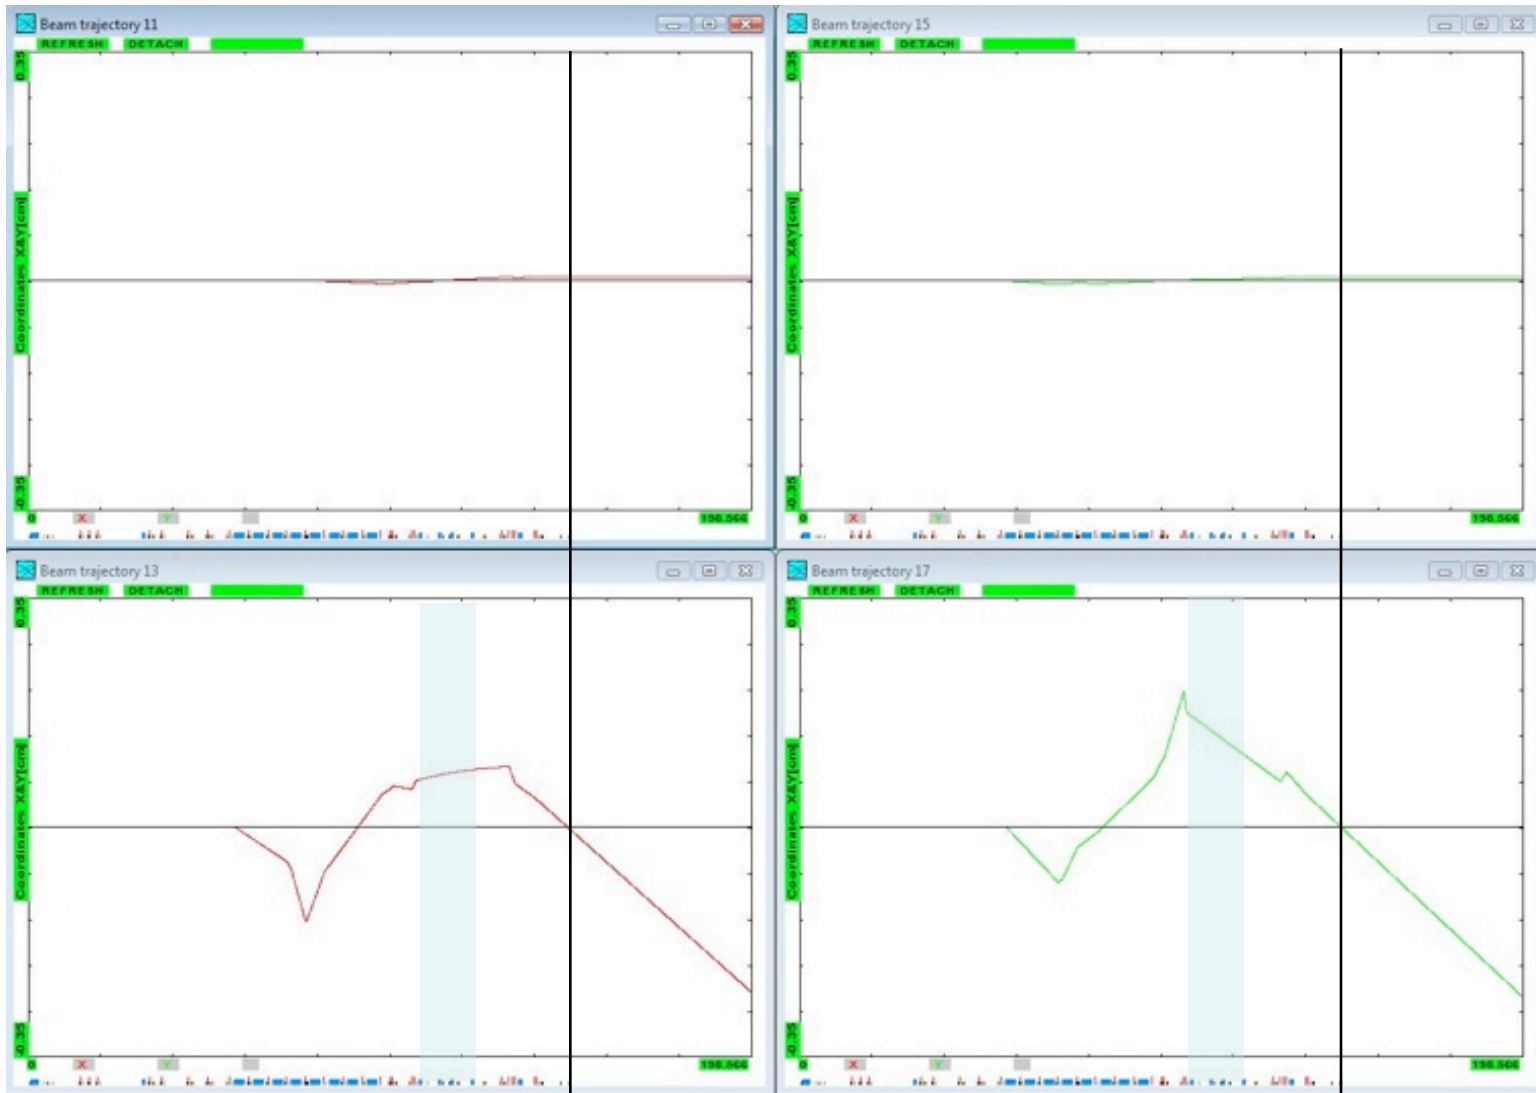 Beam trajectory 11
REFRESH DETACH
0.35
Coordinates X&Y[cm]
-0.35
0 X Y 198.566
Beam trajectory 15
REFRESH DETACH
0.35
Coordinates X&Y[cm]
-0.35
0 X Y 198.566
Beam trajectory 13
REFRESH DETACH
0.35
Coordinates X&Y[cm]
-0.35
0 X Y 198.566
Beam trajectory 17
REFRESH DETACH
0.35
Coordinates X&Y[cm]
-0.35
0 X Y 198.566